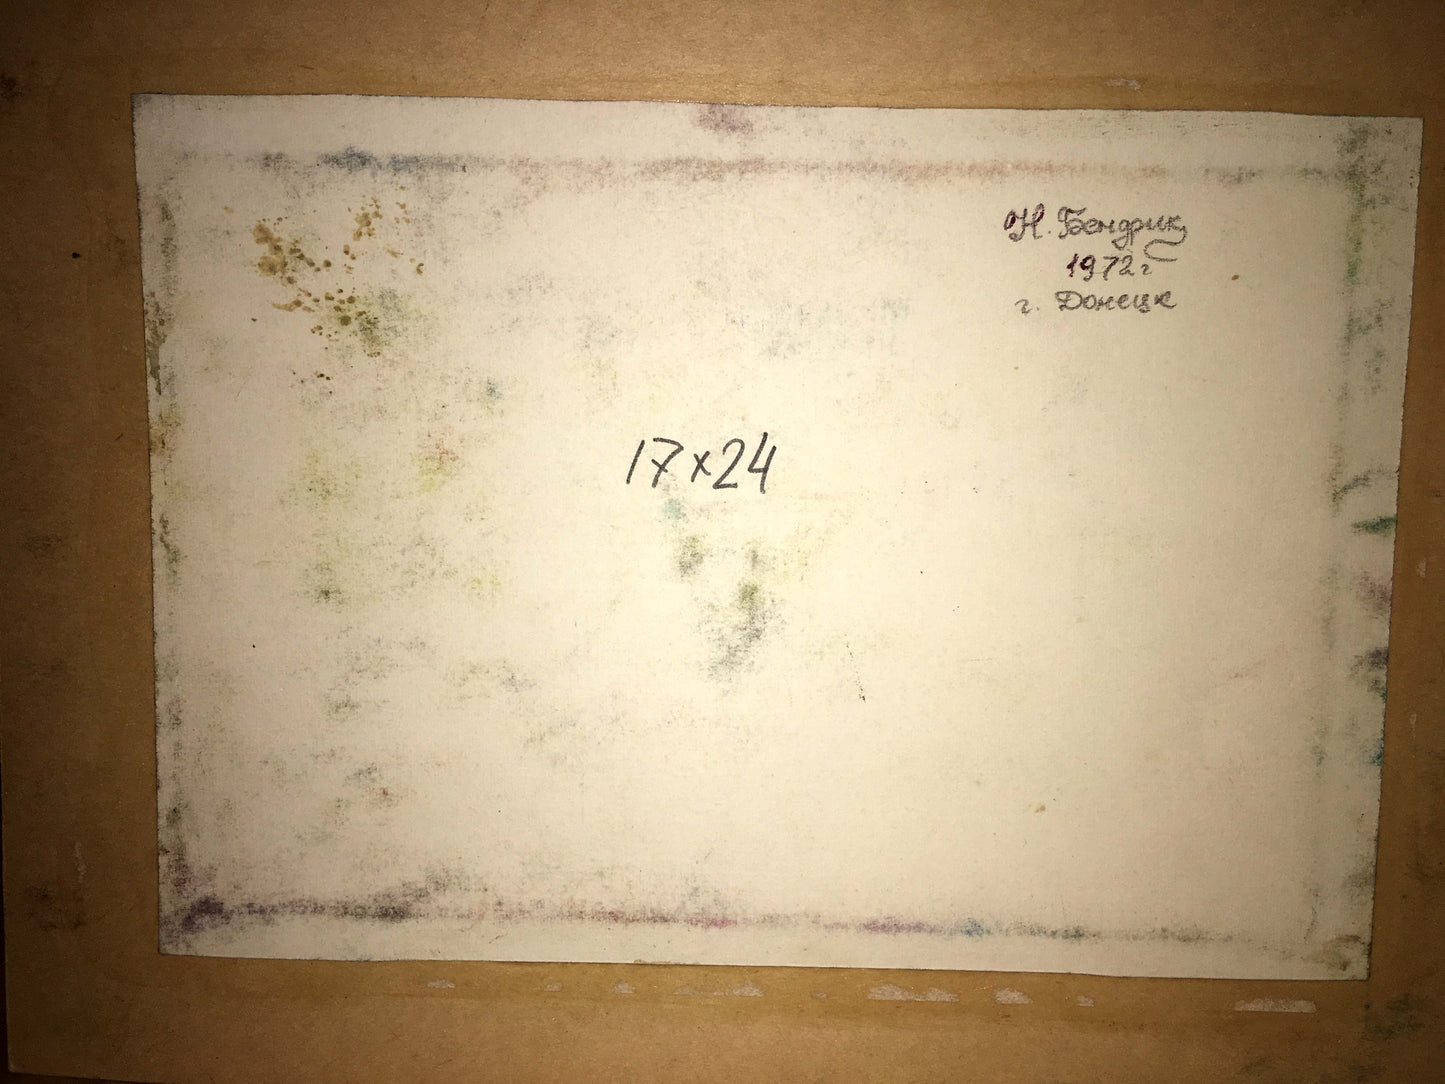 Н. Бендрик
1972г
г. Донецк
17×24